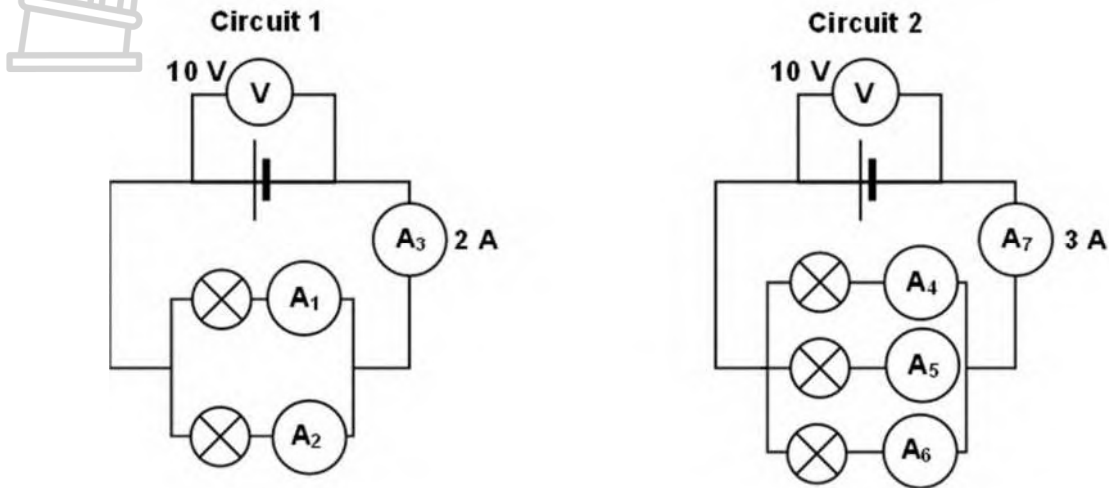 Circuit 1
10 V
V
A₃ 2 A
A₁
A₂
Circuit 2
10 V
V
A₇ 3 A
A₄
A₅
A₆